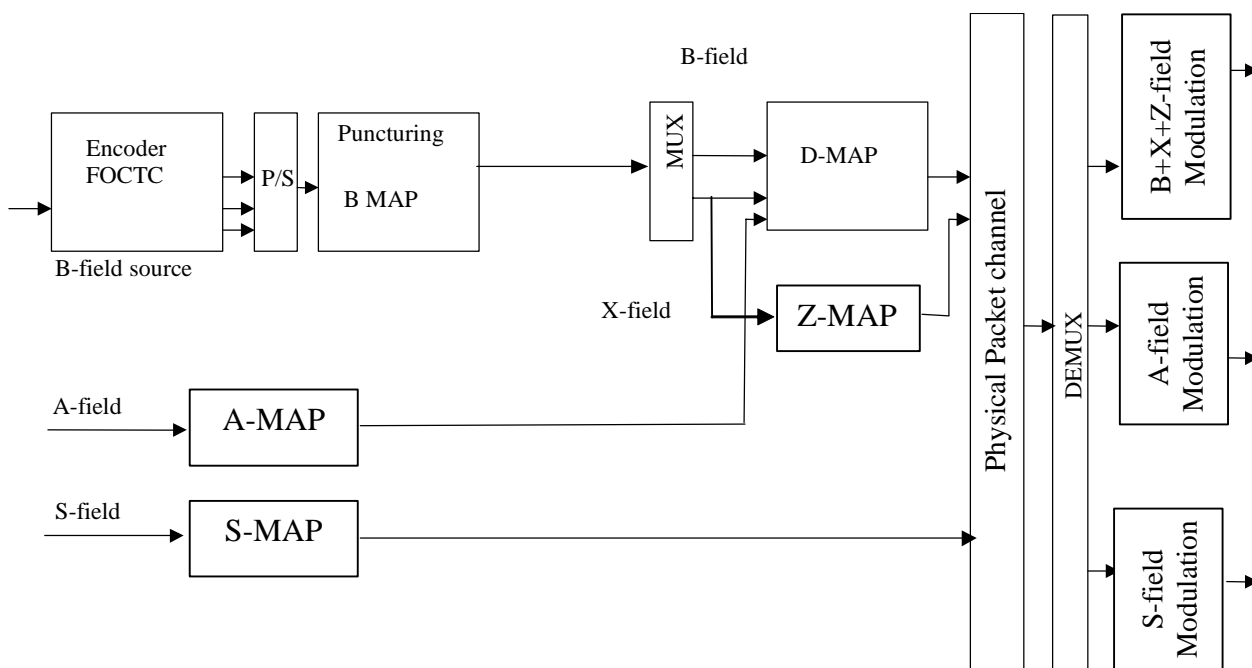 B-field
Encoder
FOCTC
P/S
Puncturing
B MAP
MUX
D-MAP
B-field source
X-field
Z-MAP
A-field
A-MAP
S-field
S-MAP
Physical Packet channel
DEMUX
B+X+Z-field
Modulation
A-field
Modulation
S-field
Modulation